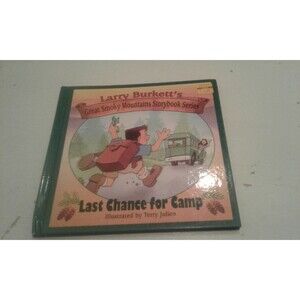 Larry Burkett's
Great Smoky Mountains Storybook Series
Last Chance for Camp
Illustrated by Terry Julien